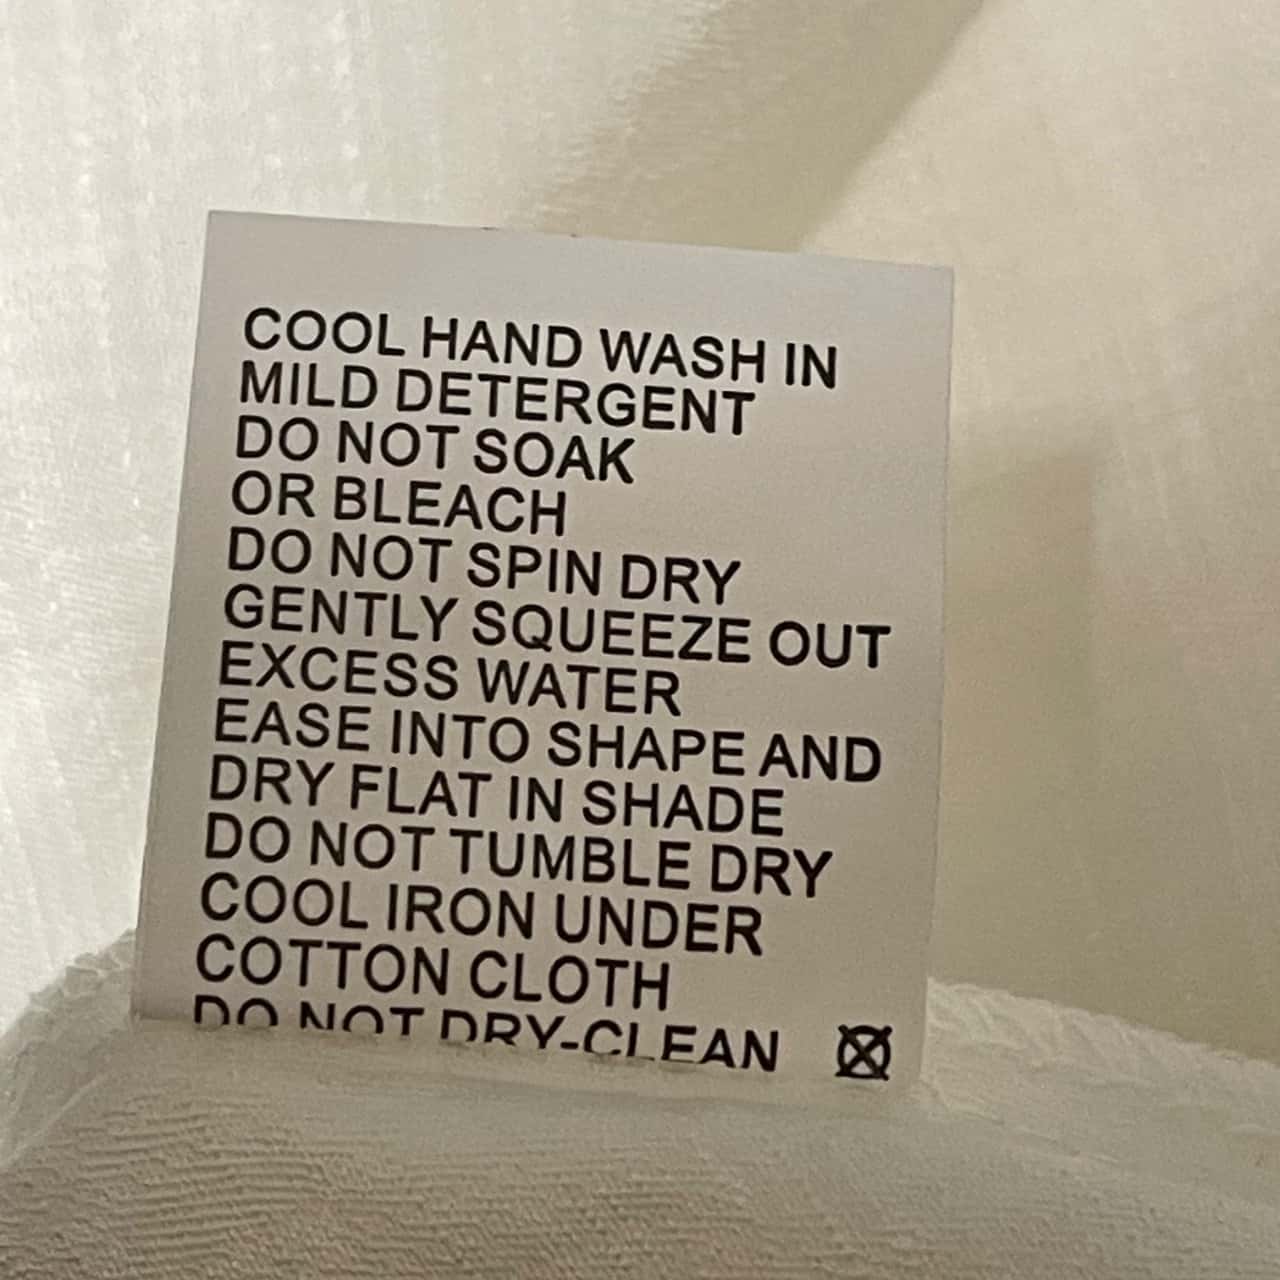 COOL HAND WASH IN
MILD DETERGENT
DO NOT SOAK
OR BLEACH
DO NOT SPIN DRY
GENTLY SQUEEZE OUT
EXCESS WATER
EASE INTO SHAPE AND
DRY FLAT IN SHADE
DO NOT TUMBLE DRY
COOL IRON UNDER
COTTON CLOTH
DO NOT DRY-CLEAN